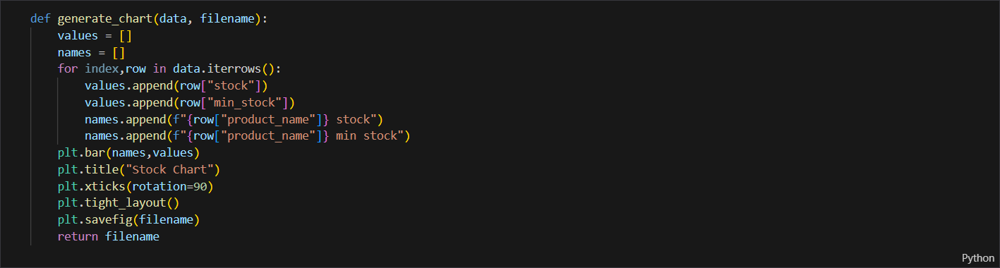 def generate_chart(data, filename):
    values = []
    names = []
    for index,row in data.iterrows():
        values.append(row["stock"])
        values.append(row["min_stock"])
        names.append(f"{row["product_name"]} stock")
        names.append(f"{row["product_name"]} min stock")
    plt.bar(names,values)
    plt.title("Stock Chart")
    plt.xticks(rotation=90)
    plt.tight_layout()
    plt.savefig(filename)
    return filename
Python